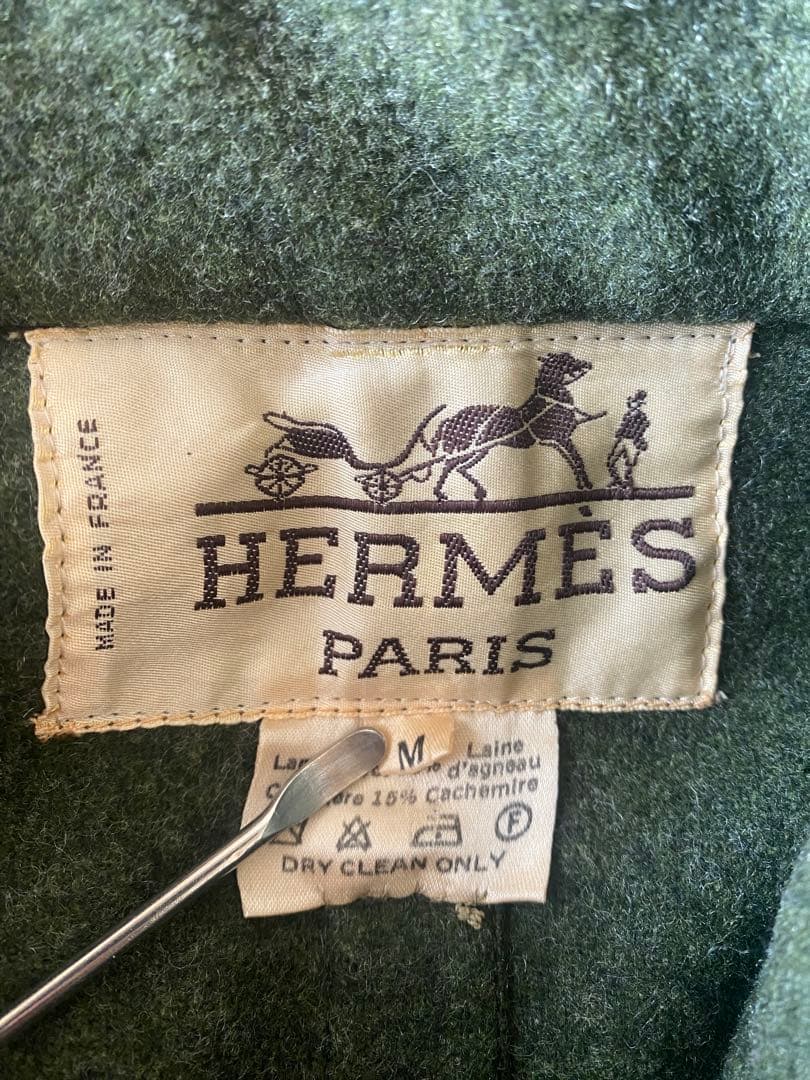 MADE IN FRANCE
HERMÈS
PARIS
M
Laine
d'agneau
15% Cachemire
F
DRY CLEAN ONLY